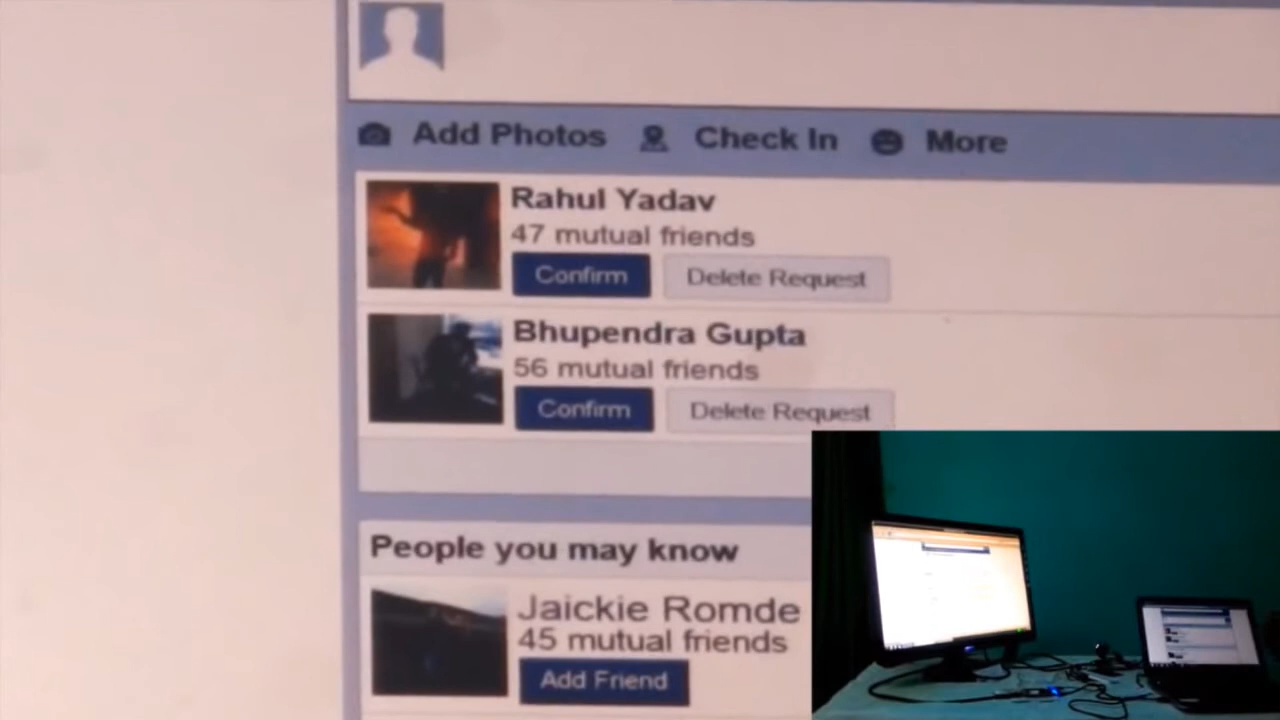 Add Photos Check In More
Rahul Yadav
47 mutual friends
Confirm Delete Request
Bhupendra Gupta
56 mutual friends
Confirm Delete Request
People you may know
Jaickie Romde
45 mutual friends
Add Friend